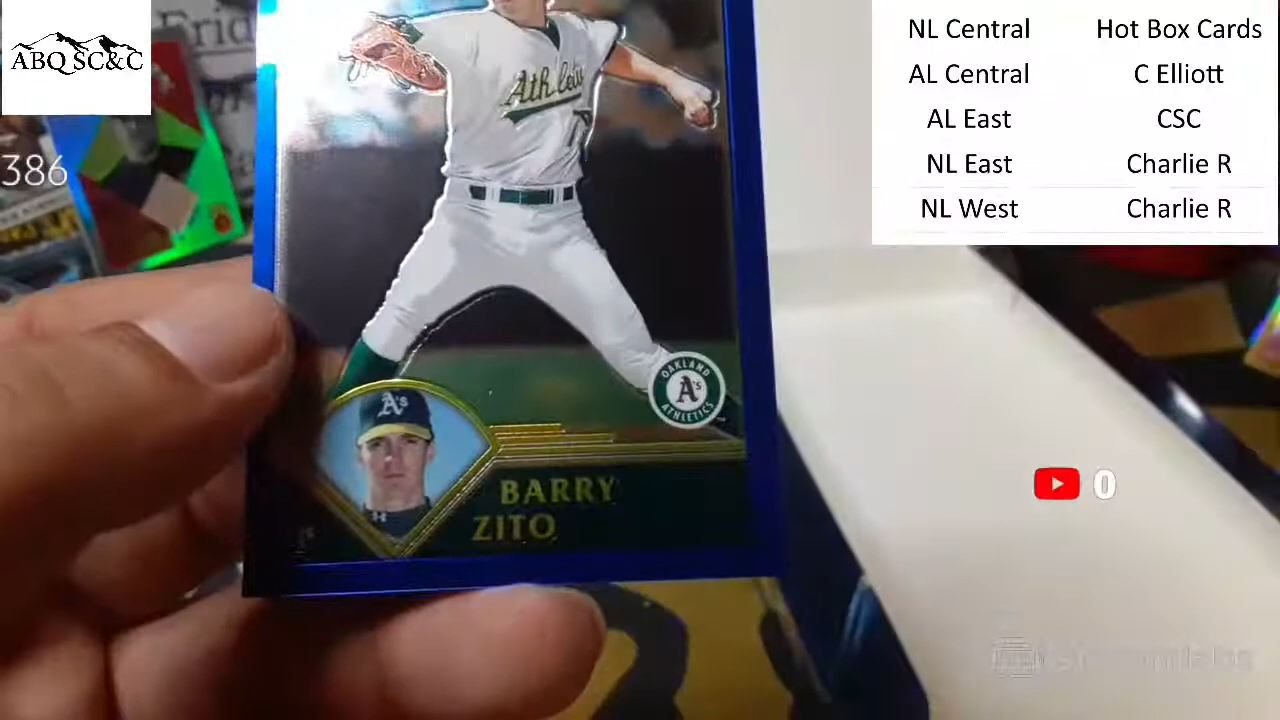 ABQ SC&C
386
NL Central Hot Box Cards
AL Central C Elliott
AL East CSC
NL East Charlie R
NL West Charlie R
Athletics
OAKLAND
A's
ATHLETICS
A's
BARRY
ZITO
0